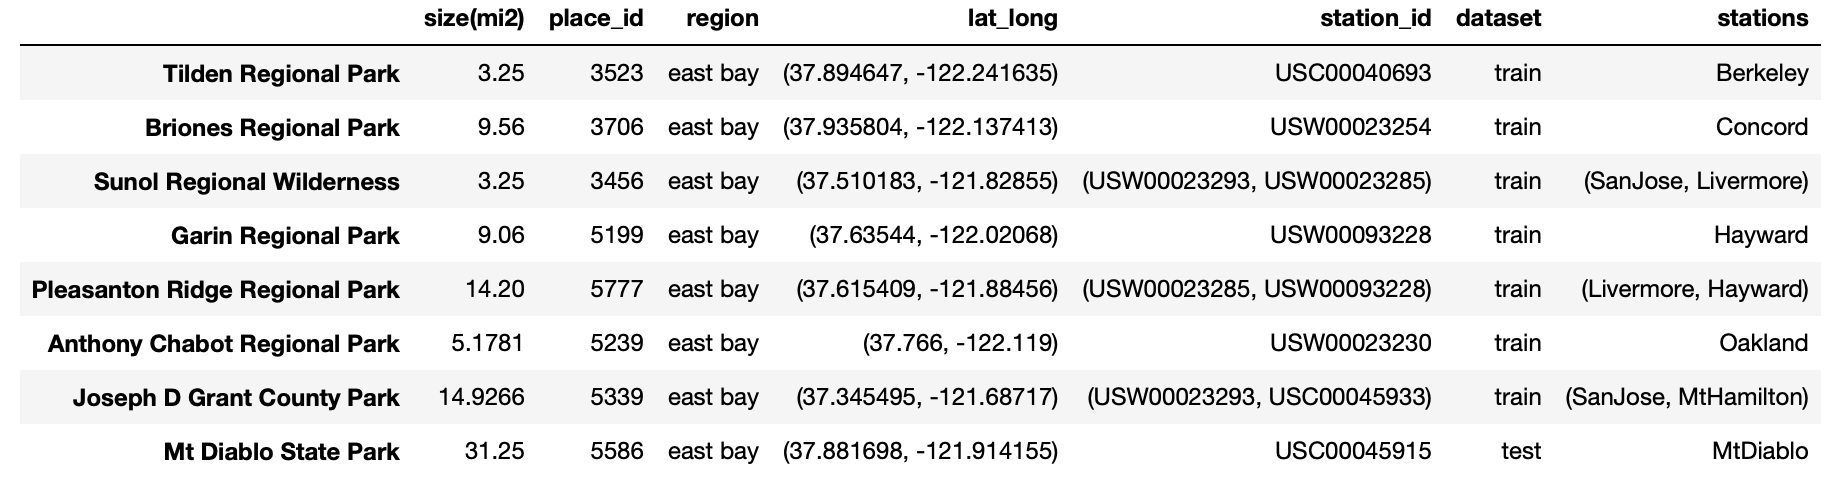 size(mi2) place_id region lat_long station_id dataset stations
Tilden Regional Park 3.25 3523 east bay (37.894647, -122.241635) USC00040693 train Berkeley
Briones Regional Park 9.56 3706 east bay (37.935804, -122.137413) USW00023254 train Concord
Sunol Regional Wilderness 3.25 3456 east bay (37.510183, -121.82855) (USW00023293, USW00023285) train (SanJose, Livermore)
Garin Regional Park 9.06 5199 east bay (37.63544, -122.02068) USW00093228 train Hayward
Pleasanton Ridge Regional Park 14.20 5777 east bay (37.615409, -121.88456) (USW00023285, USW00093228) train (Livermore, Hayward)
Anthony Chabot Regional Park 5.1781 5239 east bay (37.766, -122.119) USW00023230 train Oakland
Joseph D Grant County Park 14.9266 5339 east bay (37.345495, -121.68717) (USW00023293, USC00045933) train (SanJose, MtHamilton)
Mt Diablo State Park 31.25 5586 east bay (37.881698, -121.914155) USC00045915 test MtDiablo